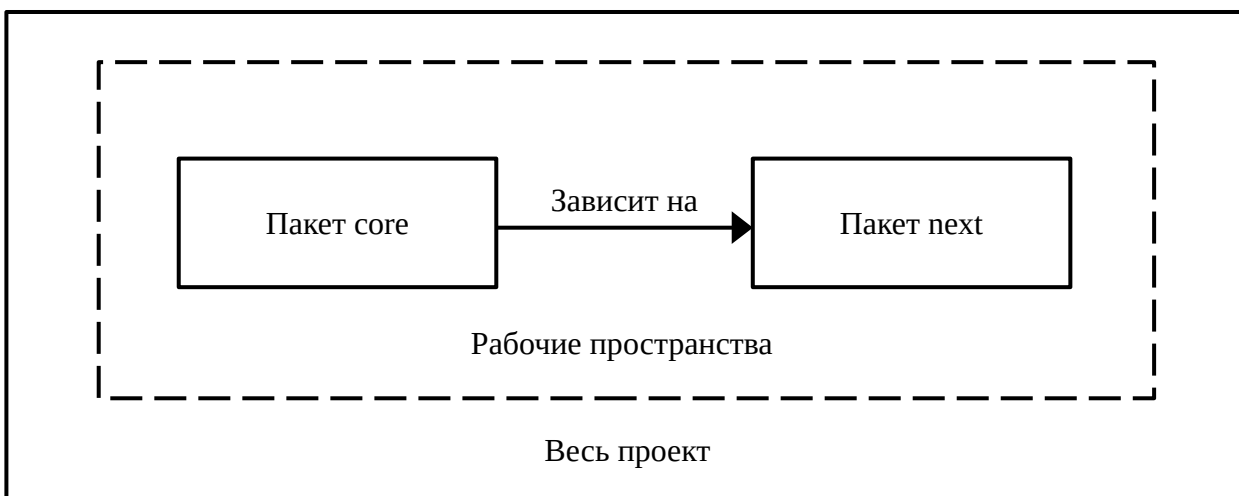 Зависит на
Пакет core
Пакет next
Рабочие пространства
Весь проект